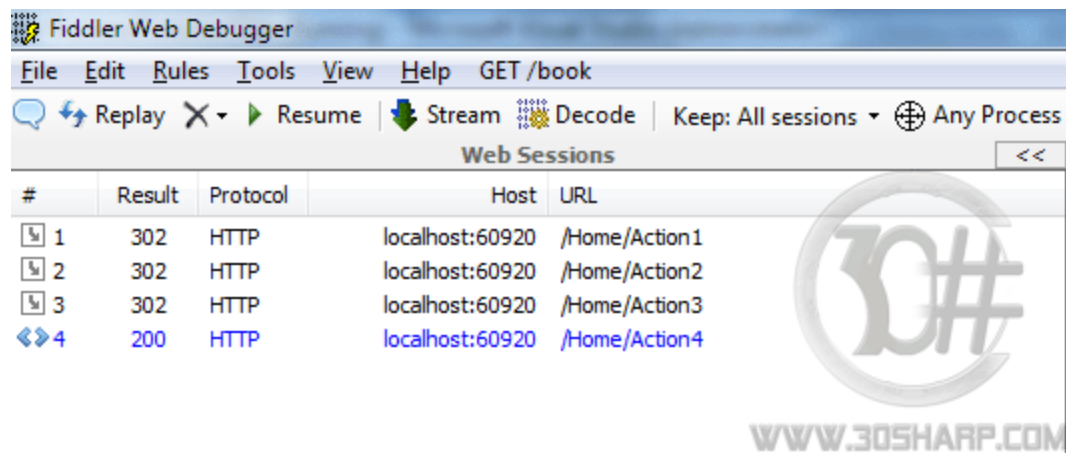 Fiddler Web Debugger
File Edit Rules Tools View Help GET /book
Replay Resume Stream Decode Keep: All sessions Any Process
Web Sessions <<
# Result Protocol Host URL
1 302 HTTP localhost:60920 /Home/Action1
2 302 HTTP localhost:60920 /Home/Action2
3 302 HTTP localhost:60920 /Home/Action3
4 200 HTTP localhost:60920 /Home/Action4
30#
WWW.30SHARP.COM